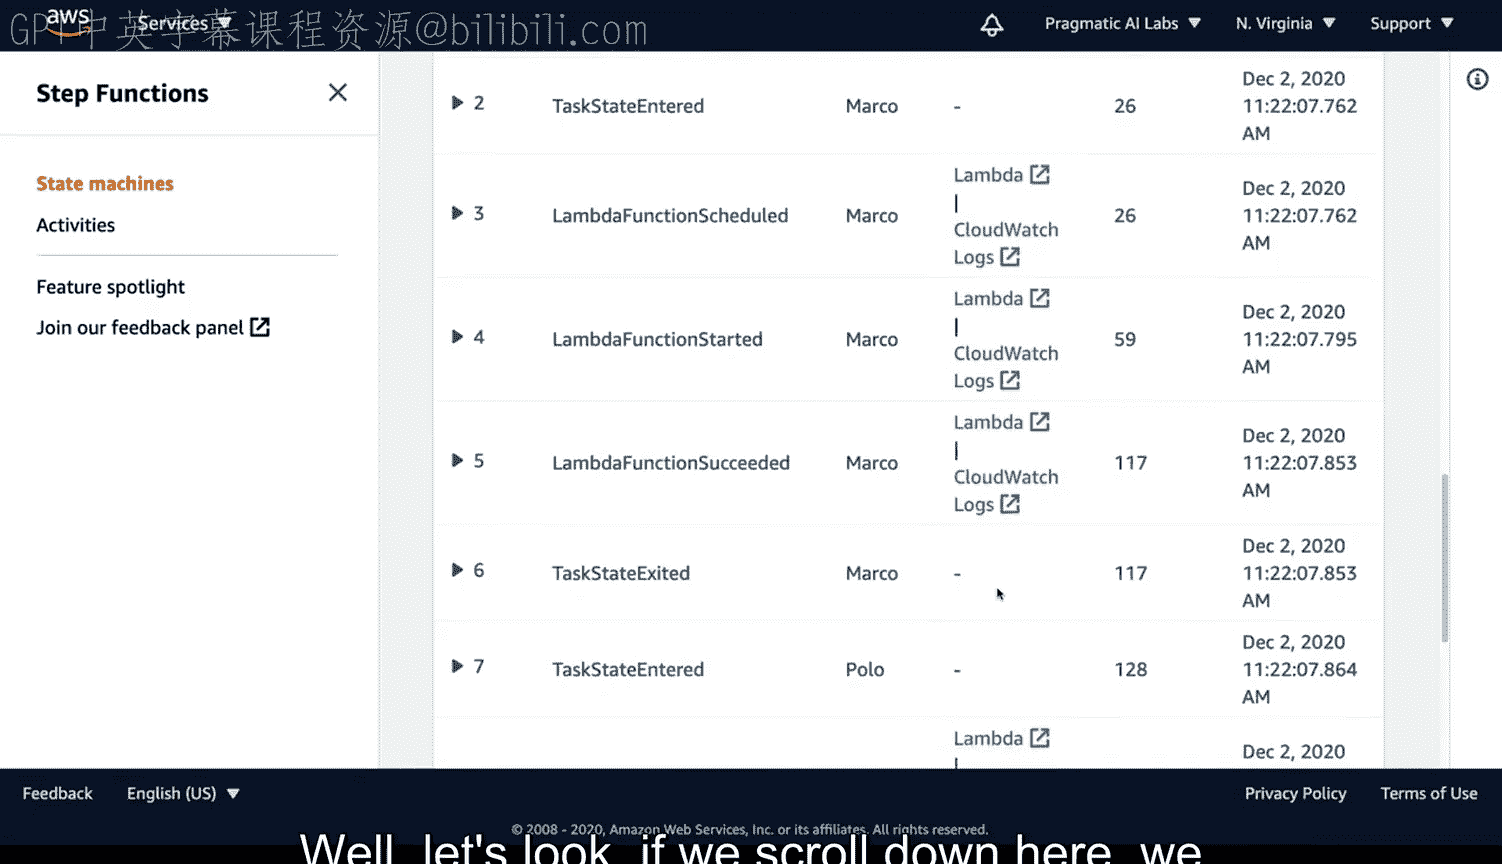 aws
Services
GPT中英字幕课程资源@bilibili.com
Pragmatic AI Labs
N. Virginia
Support
Step Functions
State machines
Activities
Feature spotlight
Join our feedback panel
2 TaskStateEntered Marco - 26 Dec 2, 2020
11:22:07.762
AM
3 LambdaFunctionScheduled Marco Lambda
|
CloudWatch
Logs 26 Dec 2, 2020
11:22:07.762
AM
4 LambdaFunctionStarted Marco Lambda
|
CloudWatch
Logs 59 Dec 2, 2020
11:22:07.795
AM
5 LambdaFunctionSucceeded Marco Lambda
|
CloudWatch
Logs 117 Dec 2, 2020
11:22:07.853
AM
6 TaskStateExited Marco - 117 Dec 2, 2020
11:22:07.853
AM
7 TaskStateEntered Polo - 128 Dec 2, 2020
11:22:07.864
AM
Lambda
|
Dec 2, 2020
Feedback
English (US)
Privacy Policy
Terms of Use
© 2008 - 2020, Amazon Web Services, Inc. or its affiliates. All rights reserved.
Well, let's look, if we scroll down here, we